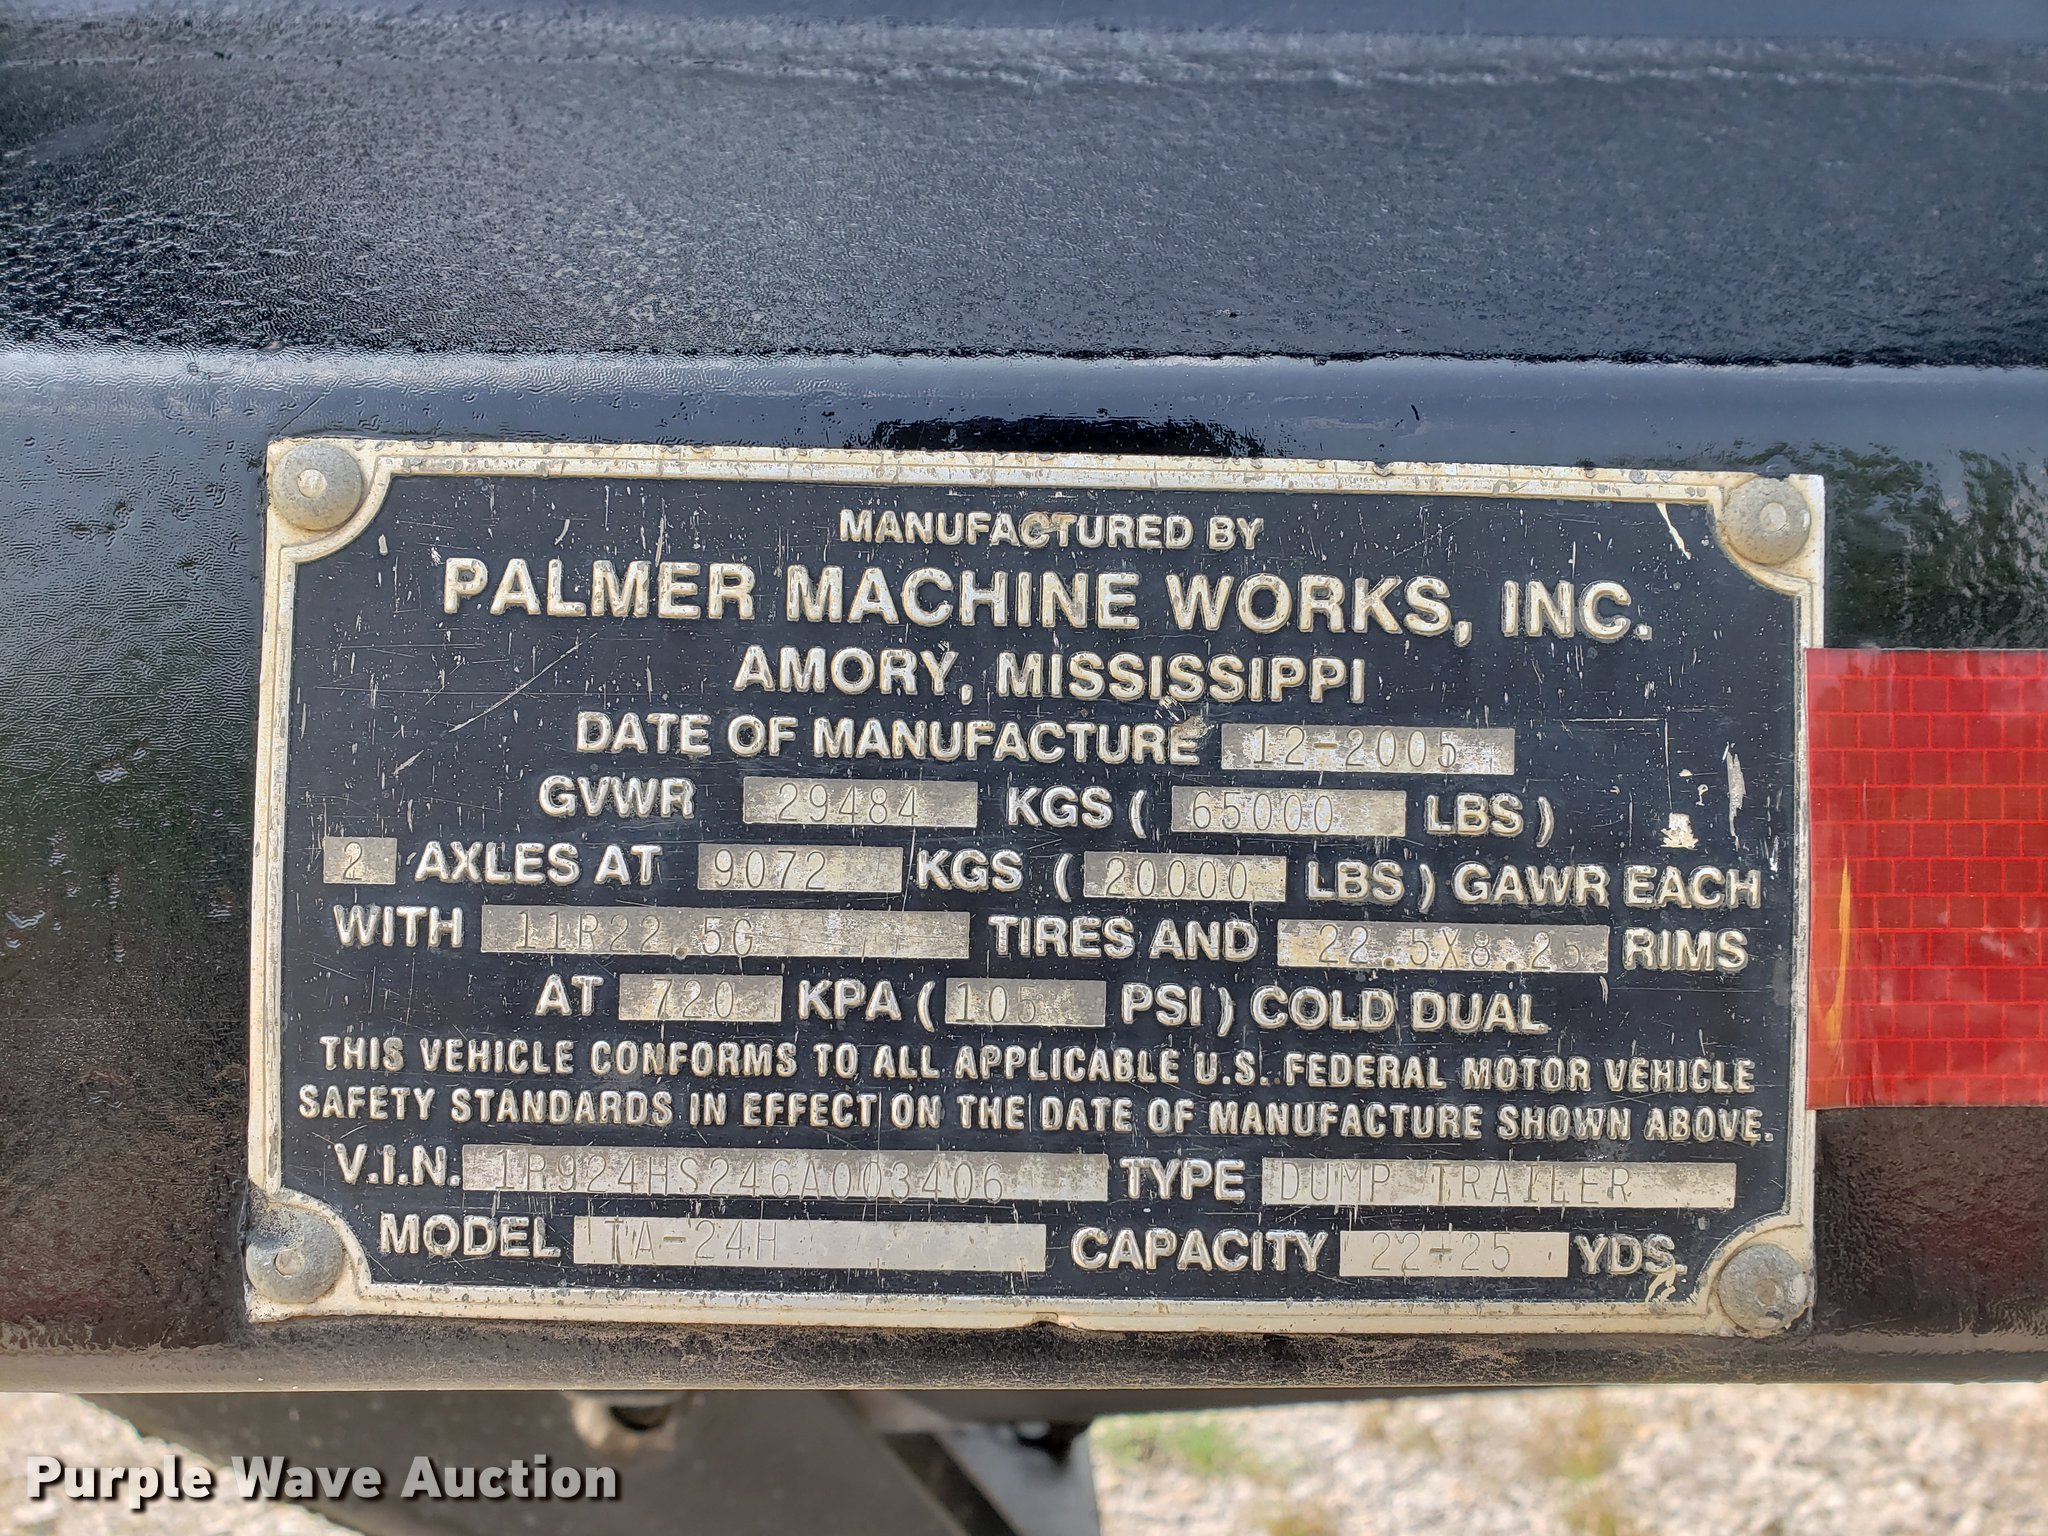 MANUFACTURED BY
PALMER MACHINE WORKS, INC.
AMORY, MISSISSIPPI
DATE OF MANUFACTURE 12-2005
GVWR 29484 KGS ( 65000 LBS )
2 AXLES AT 9072 KGS ( 20000 LBS ) GAWR EACH
WITH 11R22.5G TIRES AND 22.5X8.25 RIMS
AT 720 KPA ( 105 PSI ) COLD DUAL
THIS VEHICLE CONFORMS TO ALL APPLICABLE U.S. FEDERAL MOTOR VEHICLE
SAFETY STANDARDS IN EFFECT ON THE DATE OF MANUFACTURE SHOWN ABOVE.
V.I.N. 1R924HS246A003406 TYPE DUMP TRAILER
MODEL TA-24H CAPACITY 22-25 YDS.
Purple Wave Auction